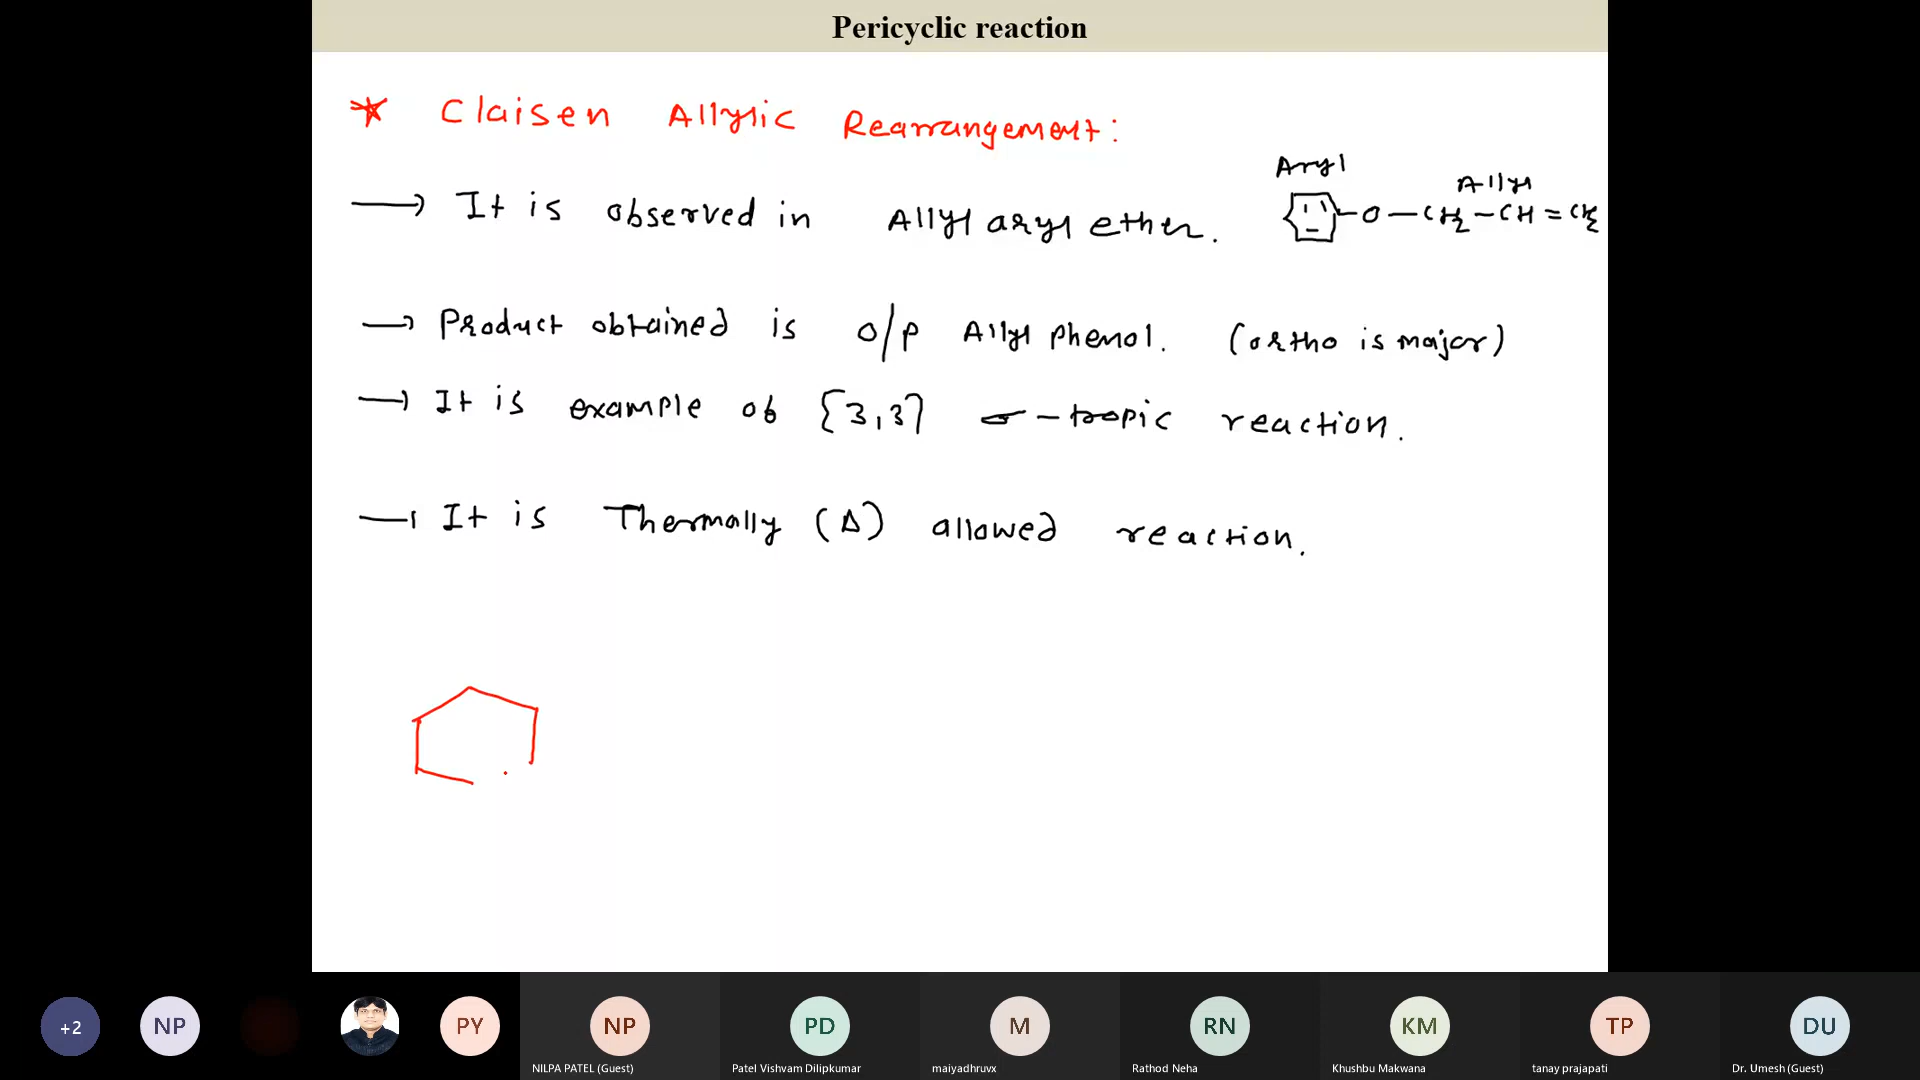 Pericyclic reaction
* Claisen Allylic Rearrangement:
Aryl
Allyl
→ It is observed in Allyl aryl ether.
-O-CH2-CH=CH2
→ Product obtained is o/p Allyl phenol. (ortho is major)
→ It is example of [3,3] σ-tropic reaction.
→ It is Thermally (Δ) allowed reaction.
+2 NP PY NP PD M RN KM TP DU
NILPA PATEL (Guest) Patel Vishvam Dilipkumar maiyadhruvx Rathod Neha Khushbu Makwana tanay prajapati Dr. Umesh (Guest)